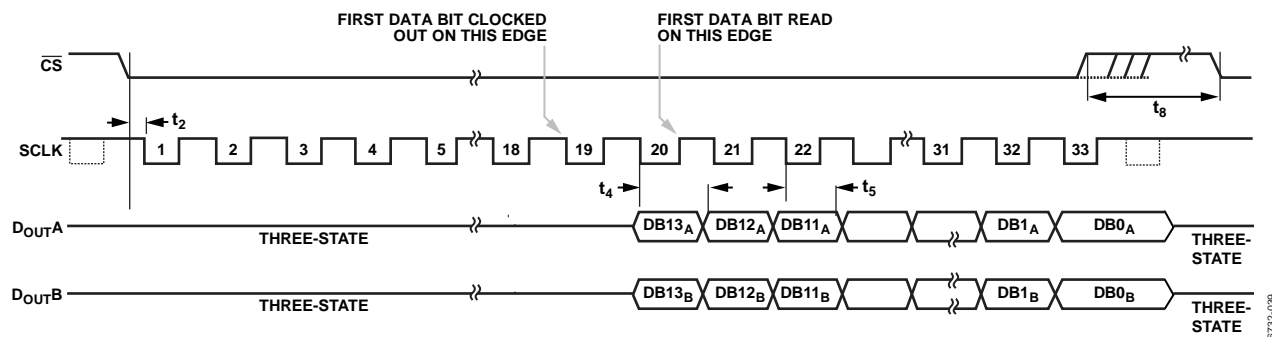 FIRST DATA BIT CLOCKED
OUT ON THIS EDGE
FIRST DATA BIT READ
ON THIS EDGE
CS
t8
t2
SCLK
1 2 3 4 5 18 19 20 21 22 31 32 33
t4
t5
DOUTA
THREE-STATE
DB13A DB12A DB11A DB1A DB0A
THREE-
STATE
DOUTB
THREE-STATE
DB13B DB12B DB11B DB1B DB0B
THREE-
STATE